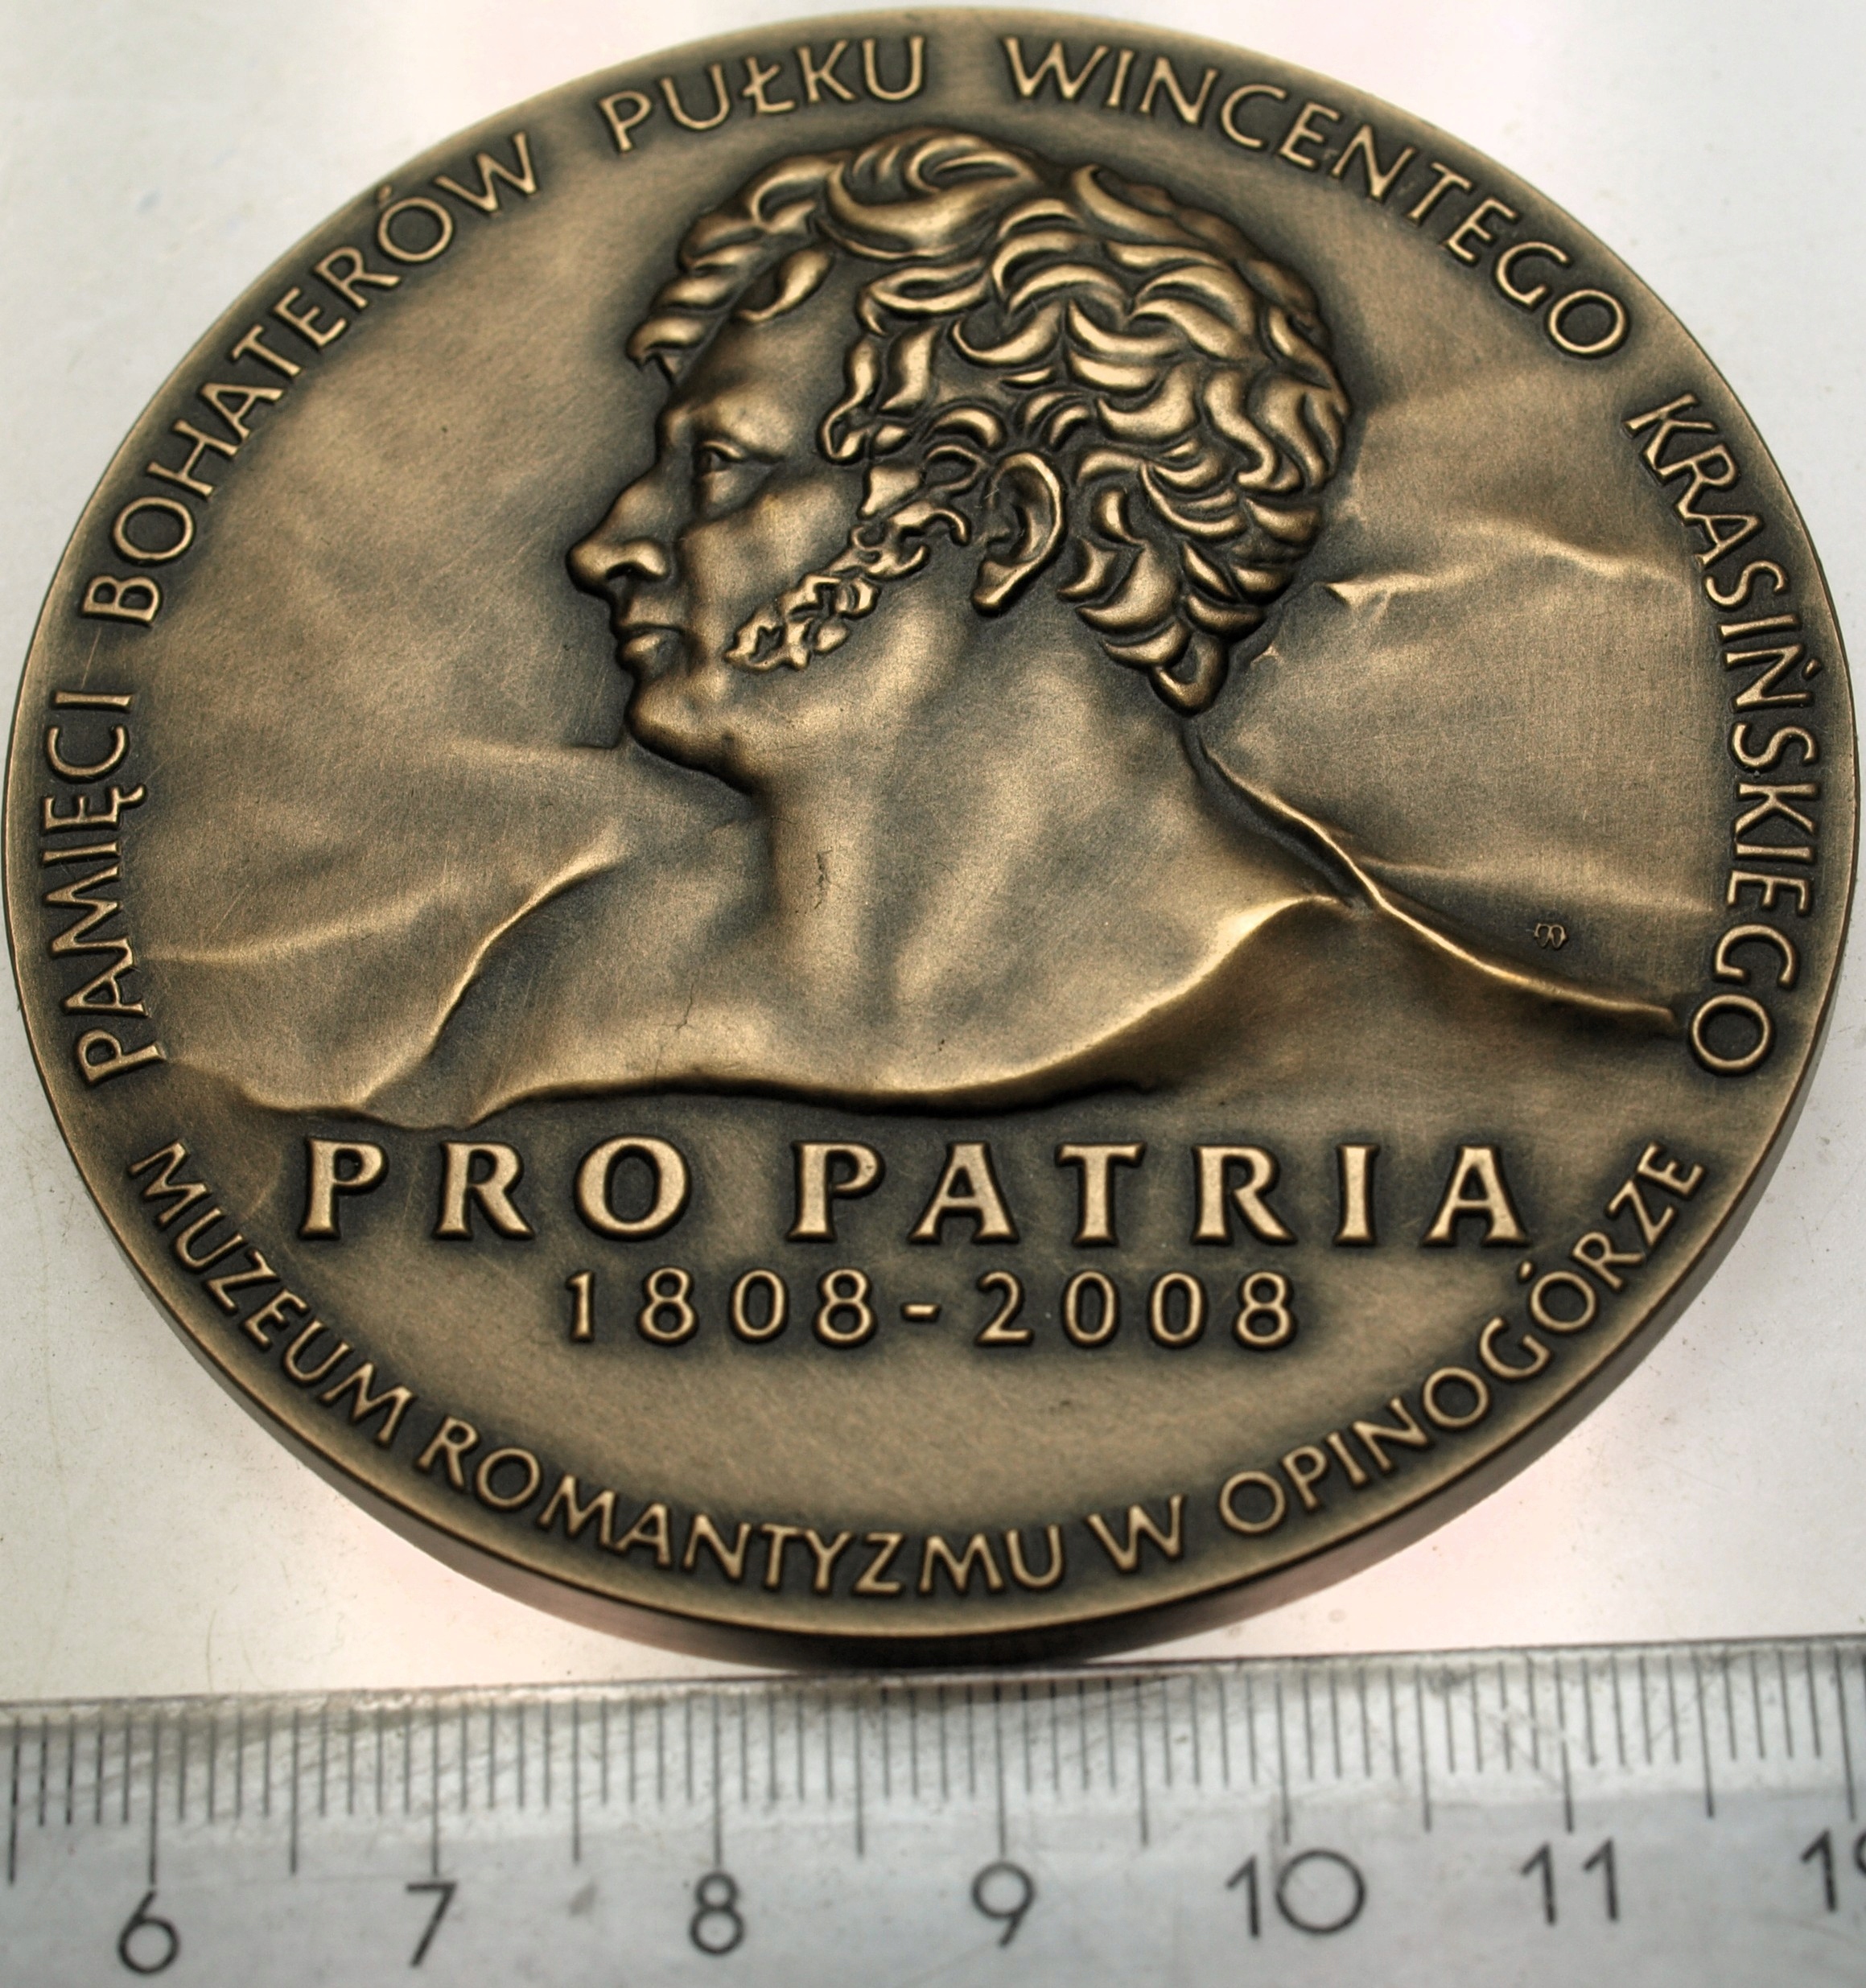 PAMIĘCI BOHATERÓW PUŁKU WINCENTEGO KRASIŃSKIEGO
PRO PATRIA
1808-2008
MUZEUM ROMANTYZMU W OPINOGÓRZE
6 7 8 9 10 11